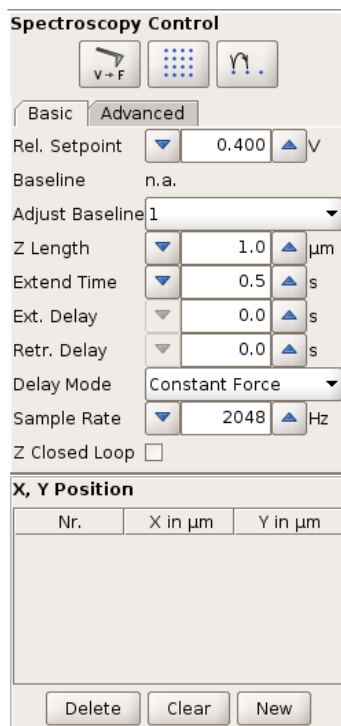 Spectroscopy Control
V→F
Basic Advanced
Rel. Setpoint 0.400 V
Baseline n.a.
Adjust Baseline 1
Z Length 1.0 µm
Extend Time 0.5 s
Ext. Delay 0.0 s
Retr. Delay 0.0 s
Delay Mode Constant Force
Sample Rate 2048 Hz
Z Closed Loop
X, Y Position
Nr. X in µm Y in µm
Delete Clear New